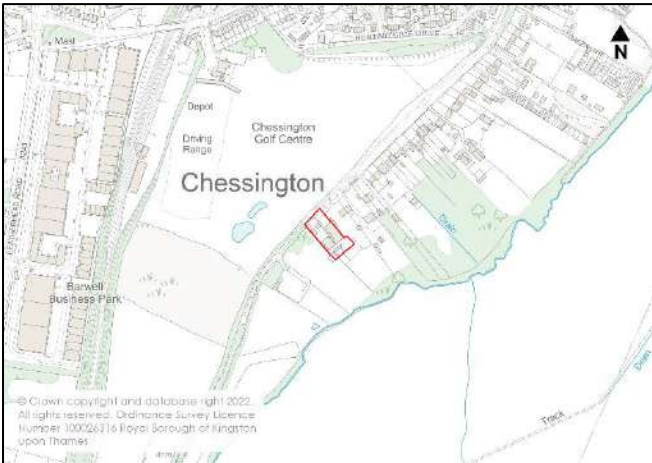 Mast
N
Depot
Driving
Range
Chessington
Golf Centre
Chessington
Drain
Barwell
Business Park
Track
Drain
© Crown copyright and database right 2022.
All rights reserved. Ordnance Survey Licence
Number 100026316 Royal Borough of Kingston
upon Thames